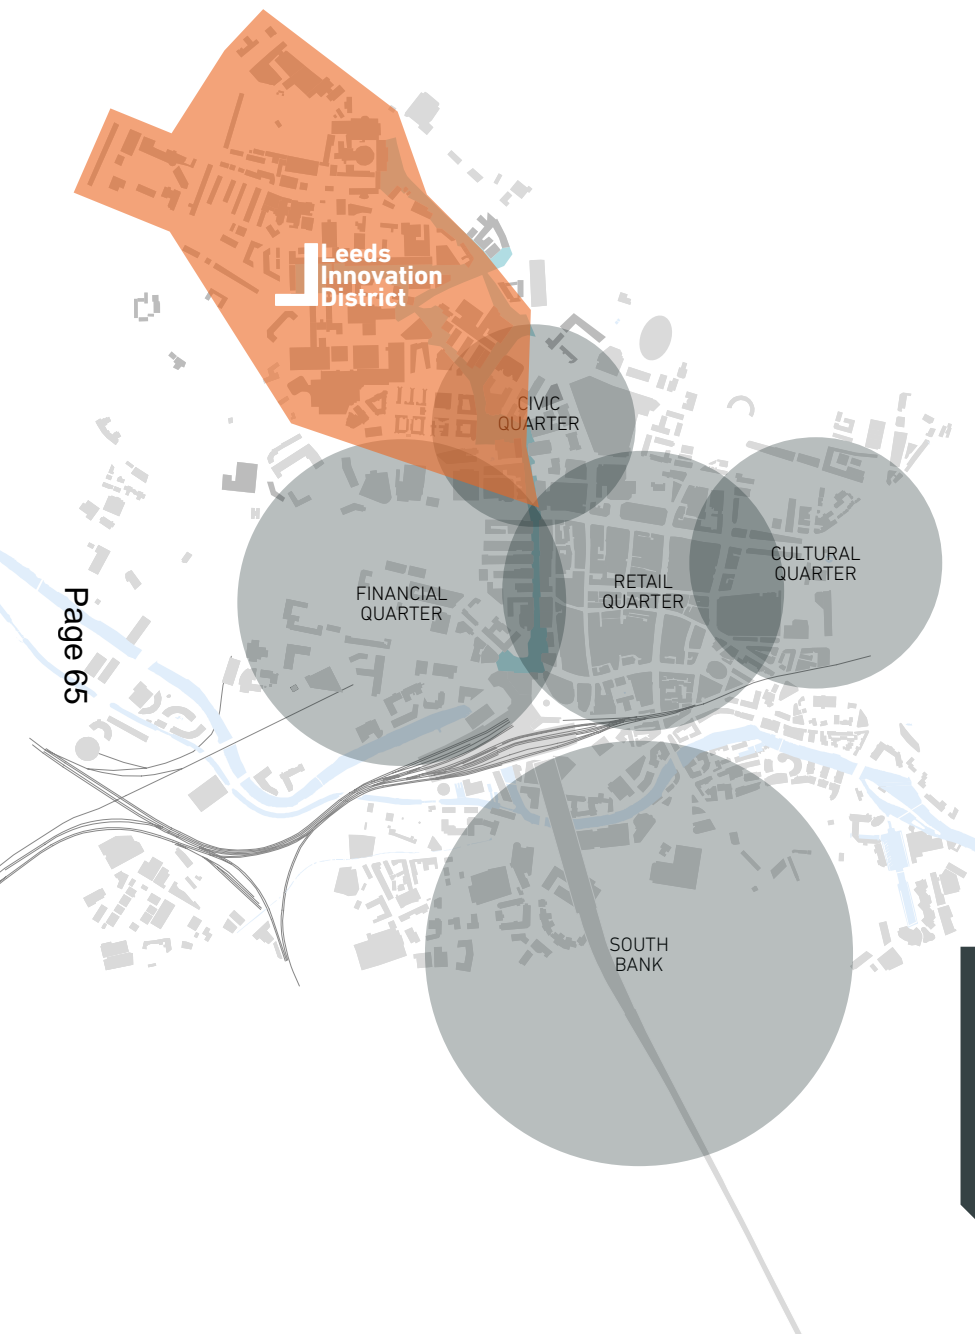 Leeds
Innovation
District
CIVIC
QUARTER
CULTURAL
QUARTER
RETAIL
QUARTER
FINANCIAL
QUARTER
Page 65
SOUTH
BANK